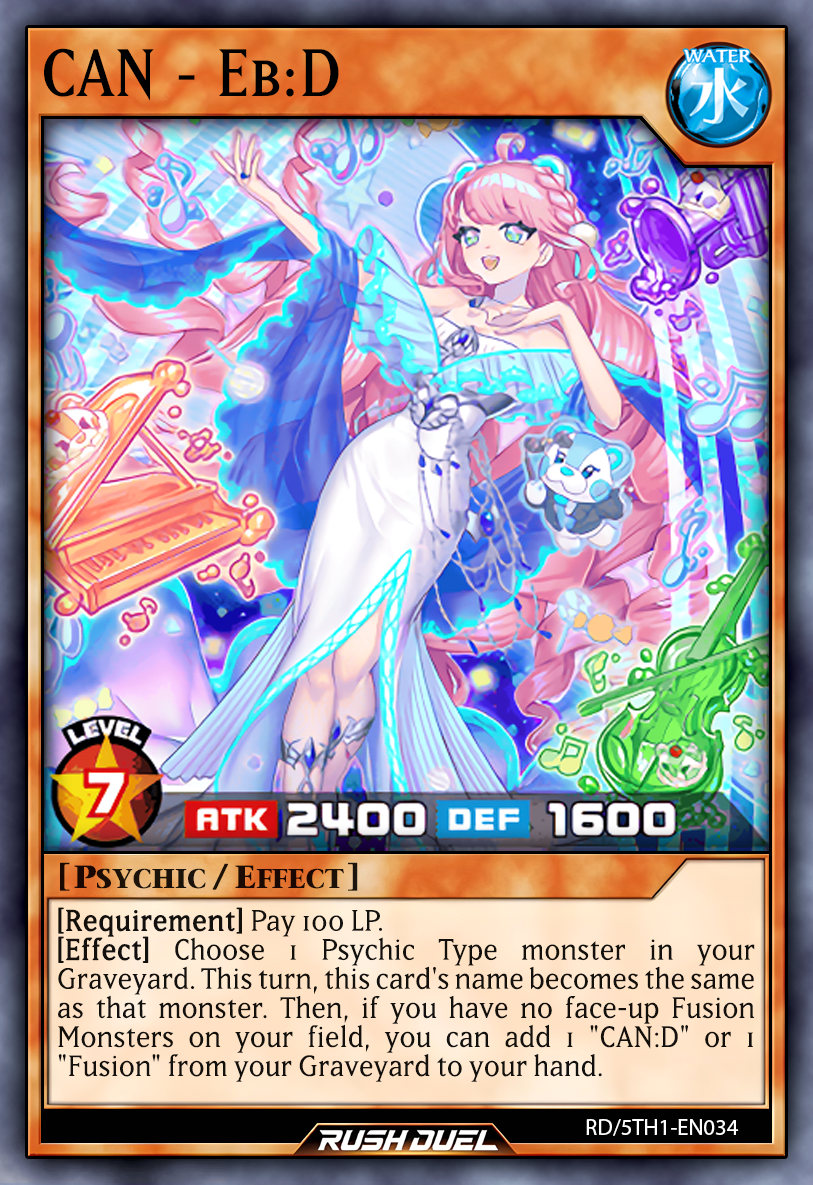 CAN - Eb:D
WATER
水
LEVEL
7
ATK 2400 DEF 1600
[Psychic / Effect]
[Requirement] Pay 100 LP.
[Effect] Choose 1 Psychic Type monster in your
Graveyard. This turn, this card's name becomes the same
as that monster. Then, if you have no face-up Fusion
Monsters on your field, you can add 1 "CAN:D" or 1
"Fusion" from your Graveyard to your hand.
RD/5TH1-EN034
RUSH DUEL